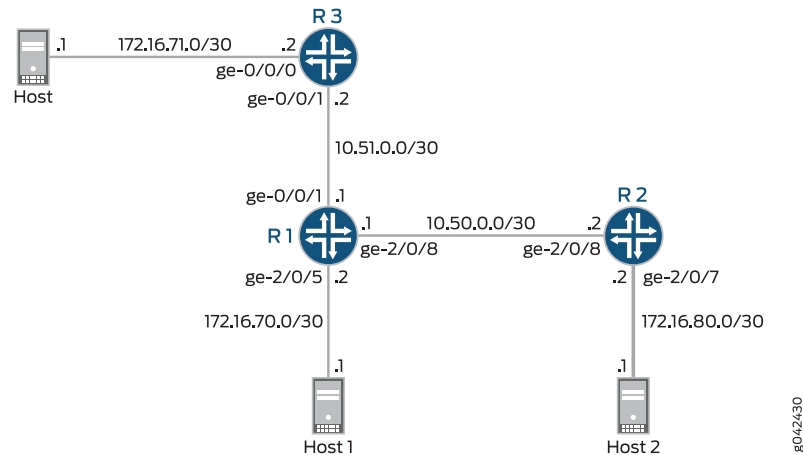 R 3
.1 172.16.71.0/30 .2
ge-0/0/0
Host
ge-0/0/1 .2
10.51.0.0/30
ge-0/0/1 .1
R 2
R 1
.1 10.50.0.0/30 .2
ge-2/0/8 ge-2/0/8
ge-2/0/5 .2
.2 ge-2/0/7
172.16.70.0/30
172.16.80.0/30
.1
.1
Host 1
Host 2
g042430